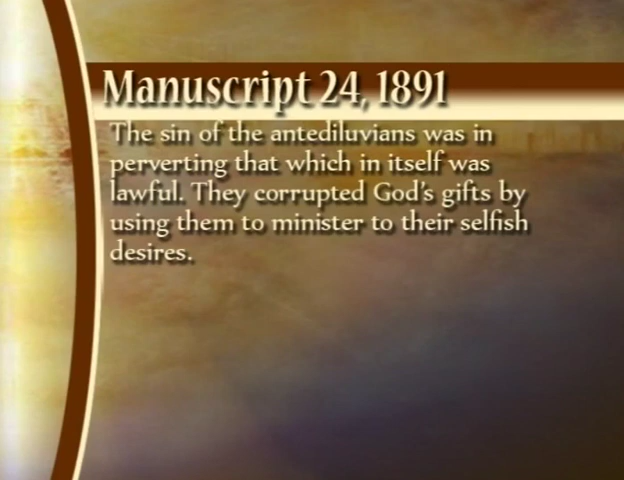 Manuscript 24, 1891
The sin of the antediluvians was in
perverting that which in itself was
lawful. They corrupted God's gifts by
using them to minister to their selfish
desires.